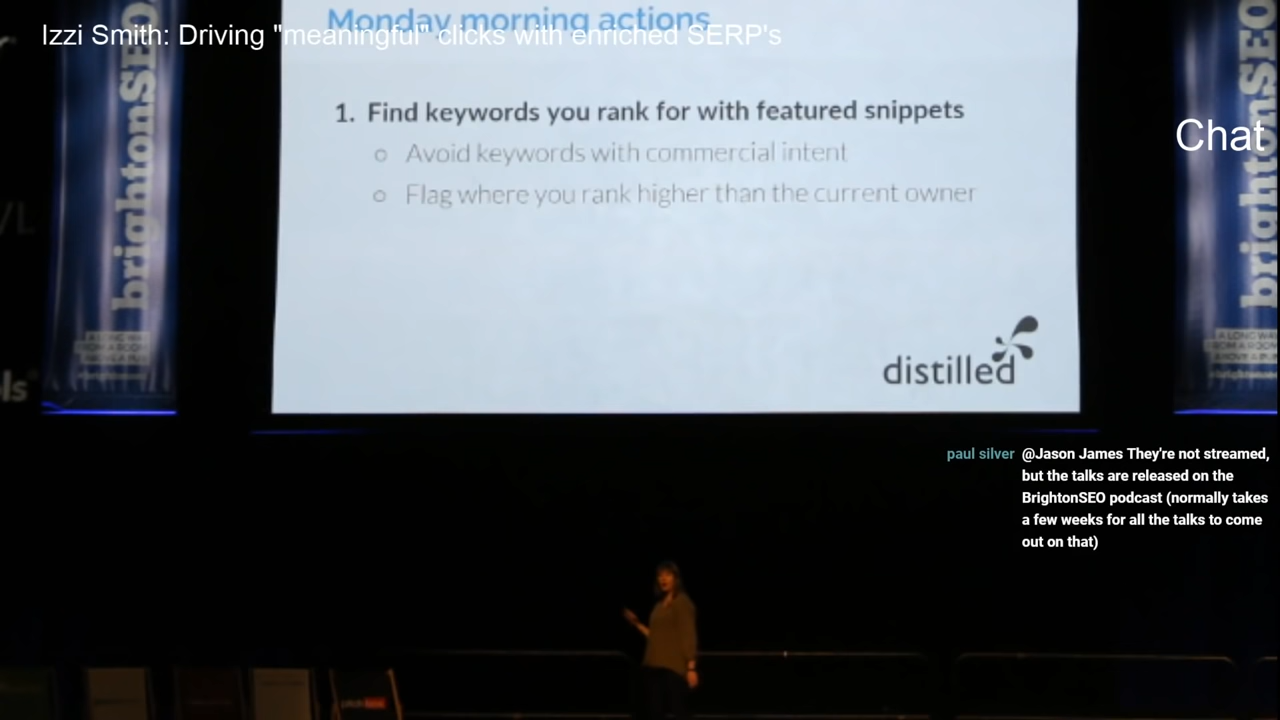 Monday morning actions
Izzi Smith: Driving "meaningful" clicks with enriched SERP's
brightonSEO
1. Find keywords you rank for with featured snippets
Chat
o Avoid keywords with commercial intent
o Flag where you rank higher than the current owner
brightonSEO
distilled
ls
paul silver @Jason James They're not streamed,
but the talks are released on the
BrightonSEO podcast (normally takes
a few weeks for all the talks to come
out on that)